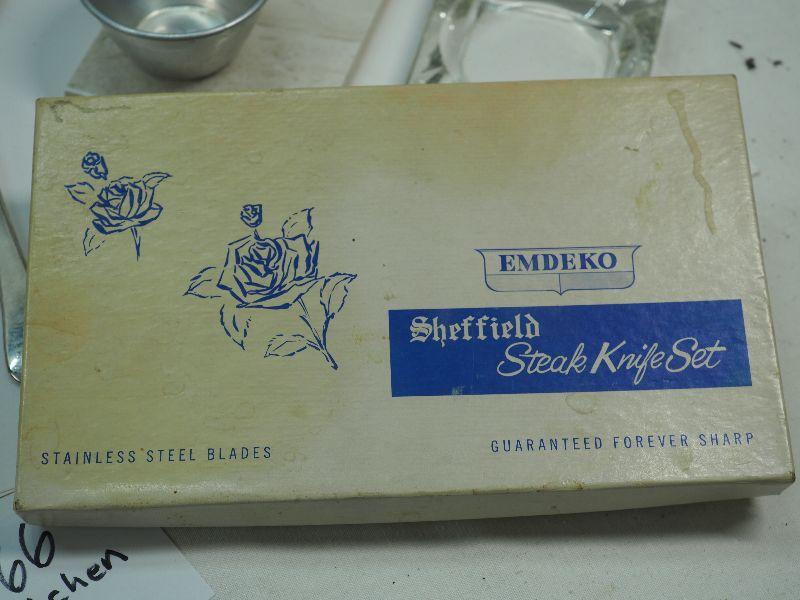 EMDEKO
Sheffield
Steak Knife Set
STAINLESS STEEL BLADES
GUARANTEED FOREVER SHARP
66